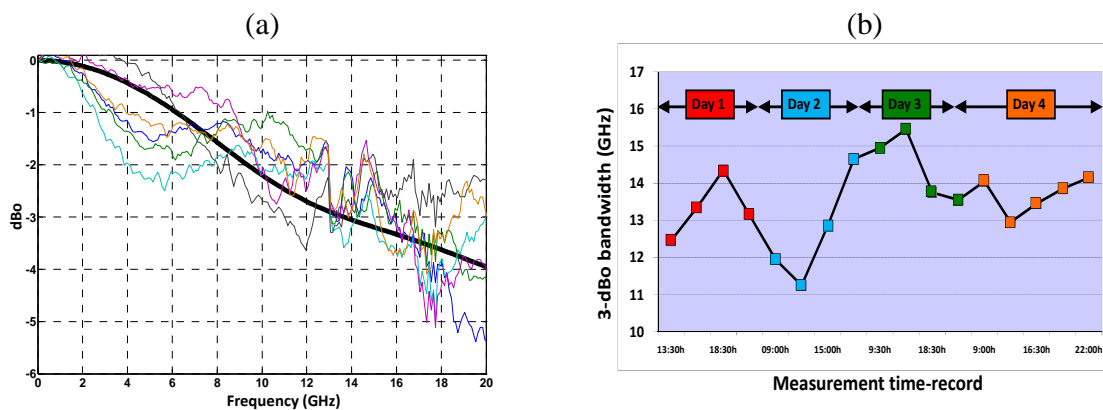 (a)
0
-1
-2
-3
-4
-5
-6
dBo
0 2 4 6 8 10 12 14 16 18 20
Frequency (GHz)
(b)
17
16
15
14
13
12
11
10
3-dBo bandwidth (GHz)
Day 1 Day 2 Day 3 Day 4
13:30h 18:30h 09:00h 15:00h 9:30h 18:30h 9:00h 16:30h 22:00h
Measurement time-record